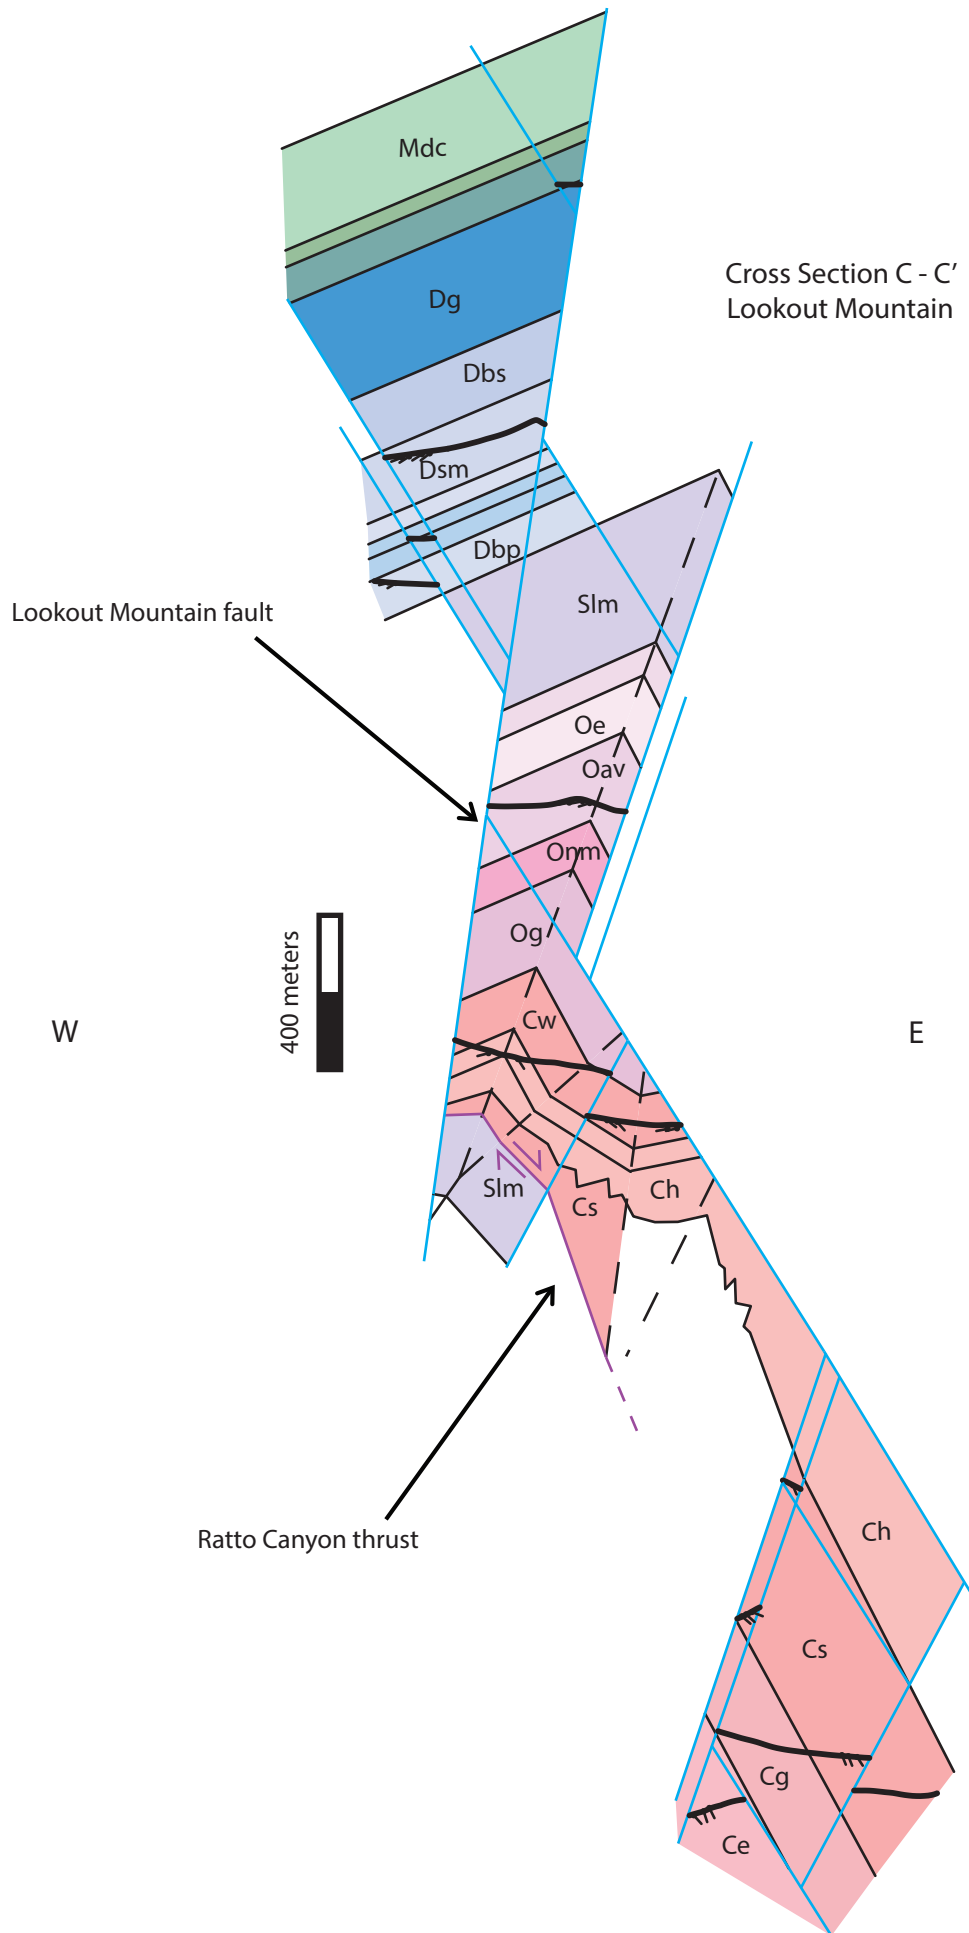 Mdc
Cross Section C - C'
Lookout Mountain
Dg
Dbs
Dsm
Dbp
Slm
Lookout Mountain fault
Oe
Oav
Onm
Og
400 meters
W
Cw
E
Slm
Cs
Ch
Ratto Canyon thrust
Ch
Cs
Cg
Ce